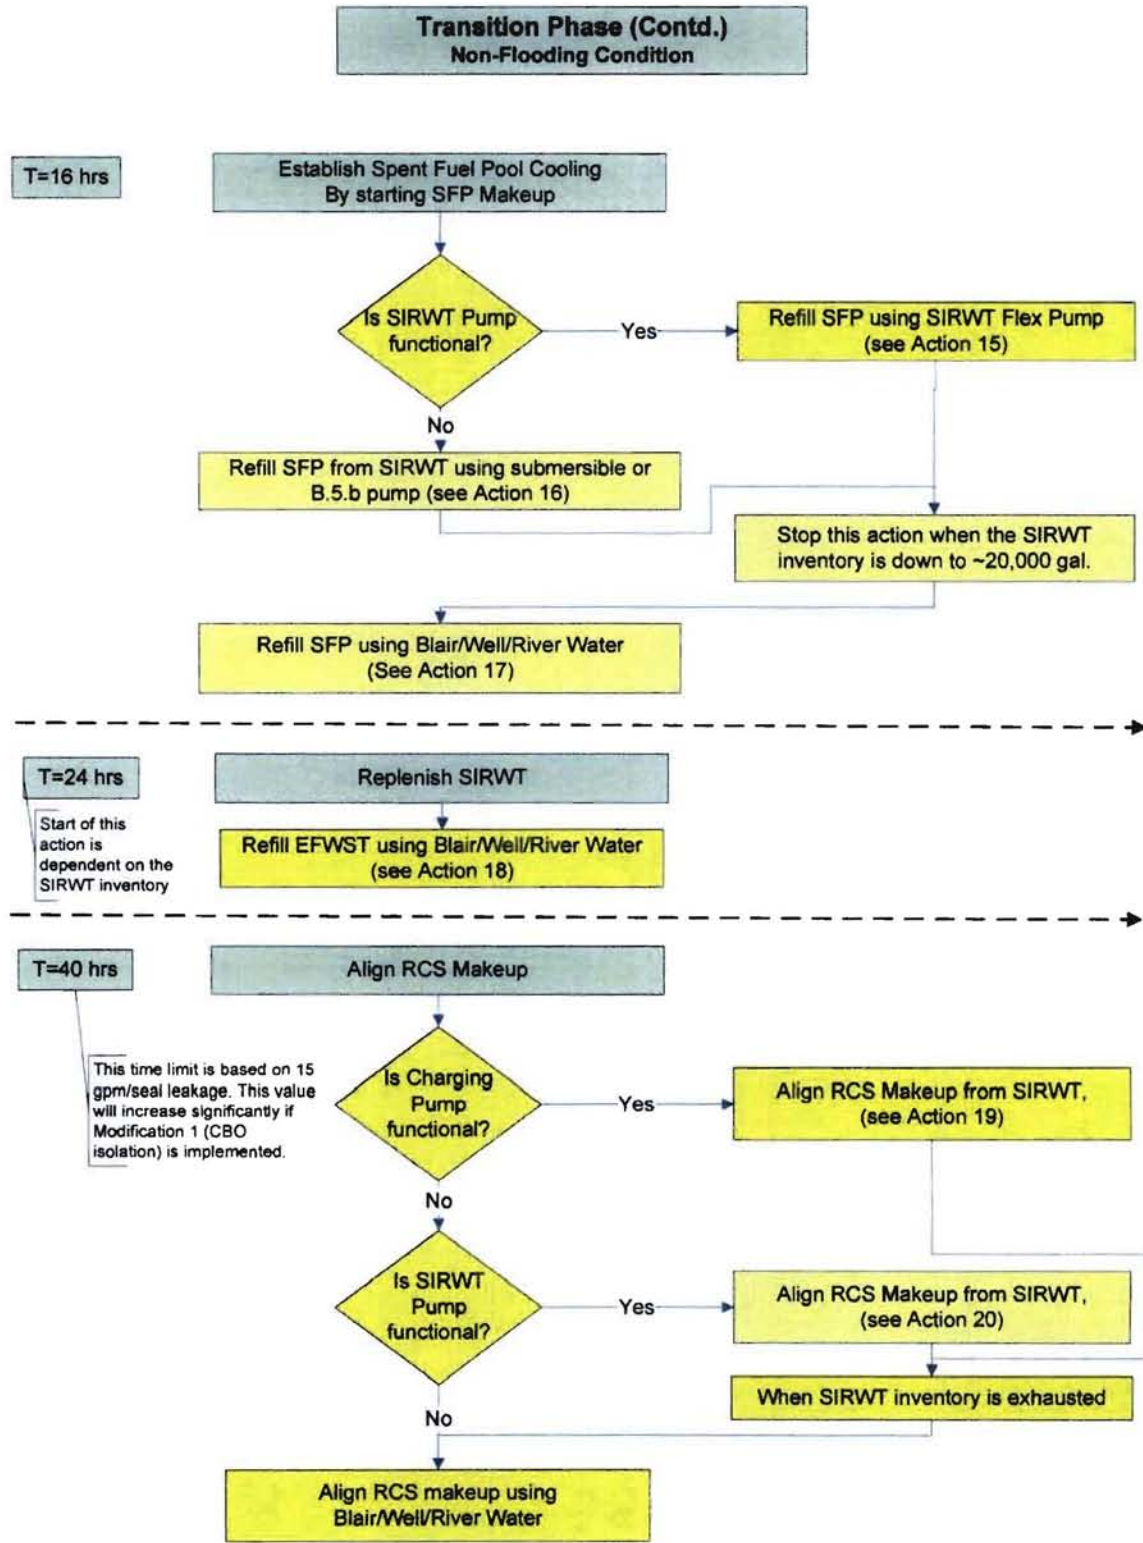 Transition Phase (Contd.)
Non-Flooding Condition
T=16 hrs
Establish Spent Fuel Pool Cooling
By starting SFP Makeup
Is SIRWT Pump
functional?
Yes
Refill SFP using SIRWT Flex Pump
(see Action 15)
No
Refill SFP from SIRWT using submersible or
B.5.b pump (see Action 16)
Stop this action when the SIRWT
inventory is down to ~20,000 gal.
Refill SFP using Blair/Well/River Water
(See Action 17)
T=24 hrs
Start of this
action is
dependent on the
SIRWT inventory
Replenish SIRWT
Refill EFWST using Blair/Well/River Water
(see Action 18)
T=40 hrs
This time limit is based on 15
gpm/seal leakage. This value
will increase significantly if
Modification 1 (CBO
isolation) is implemented.
Align RCS Makeup
Is Charging
Pump
functional?
Yes
Align RCS Makeup from SIRWT,
(see Action 19)
No
Is SIRWT
Pump
functional?
Yes
Align RCS Makeup from SIRWT,
(see Action 20)
When SIRWT inventory is exhausted
No
Align RCS makeup using
Blair/Well/River Water